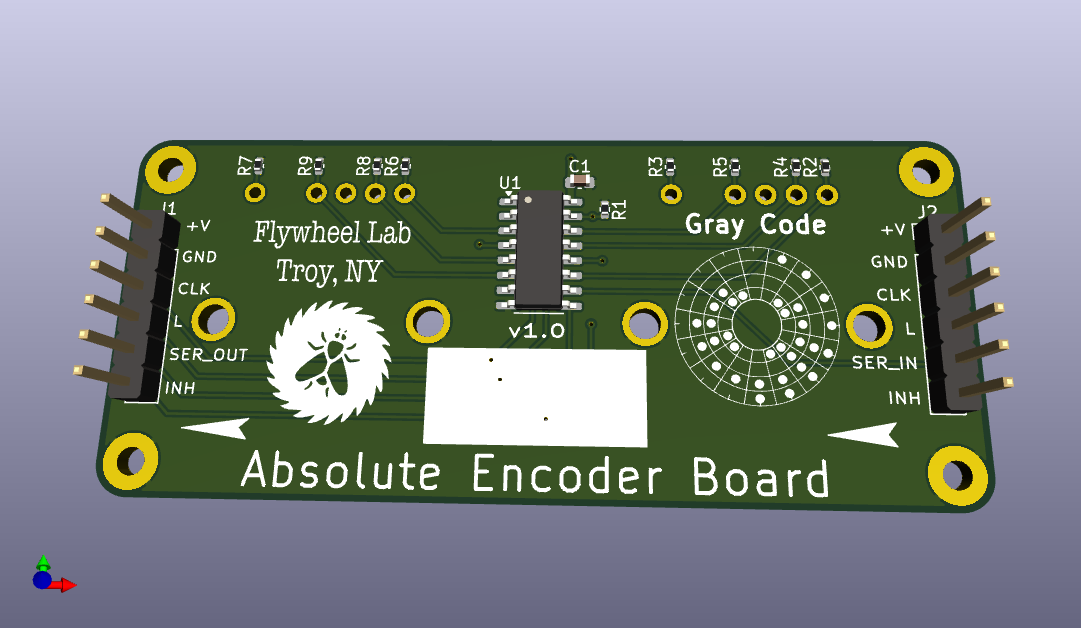 R7
R9
R8
R6
C1
R3
R5
R4
R2
U1
R1
J1
J2
+V
GND
CLK
L
SER_OUT
INH
Flywheel Lab
Troy, NY
v1.0
Gray Code
+V
GND
CLK
L
SER_IN
INH
Absolute Encoder Board